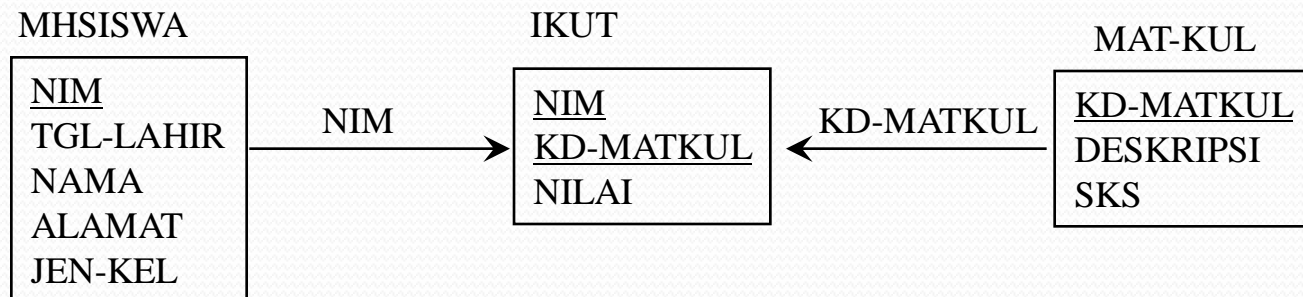 MHSISWA
NIM
TGL-LAHIR
NAMA
ALAMAT
JEN-KEL
NIM
IKUT
NIM
KD-MATKUL
NILAI
KD-MATKUL
MAT-KUL
KD-MATKUL
DESKRIPSI
SKS